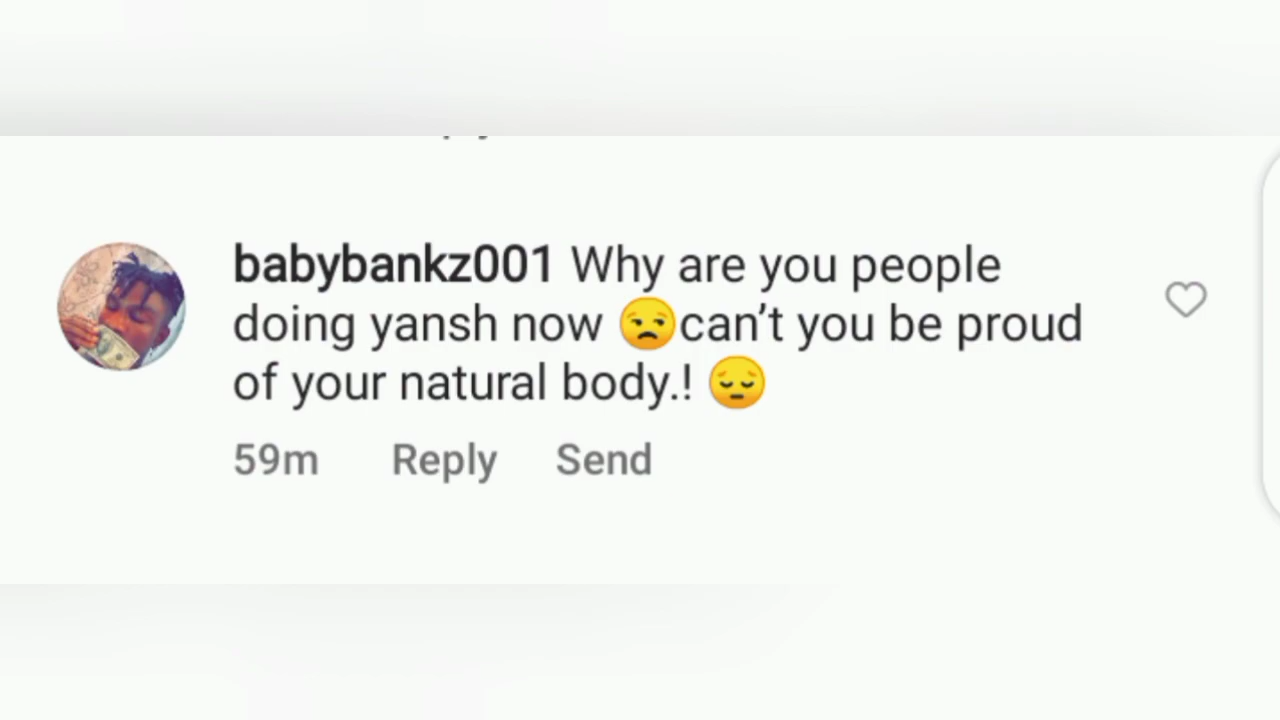 babybankz001 Why are you people
doing yansh now 😒can't you be proud
of your natural body.! 😔
59m Reply Send